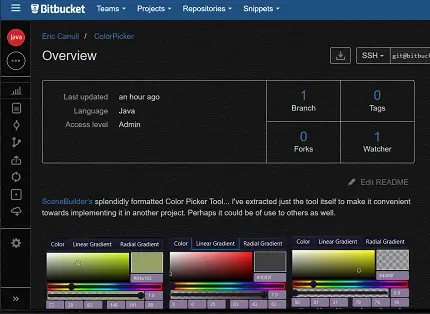 Bitbucket Teams Projects Repositories Snippets
Java
Eric Canull / ColorPicker
Overview
SSH git@bitbuc
Last updated an hour ago
Language Java
Access level Admin
1 Branch
0 Tags
0 Forks
1 Watcher
Edit README
SceneBuilder's splendidly formatted Color Picker Tool... I've extracted just the tool itself to make it convenient
towards implementing it in another project. Perhaps it could be of use to others as well.
Color Linear Gradient Radial Gradient
Color Linear Gradient Radial Gradient
Color Linear Gradient Radial Gradient